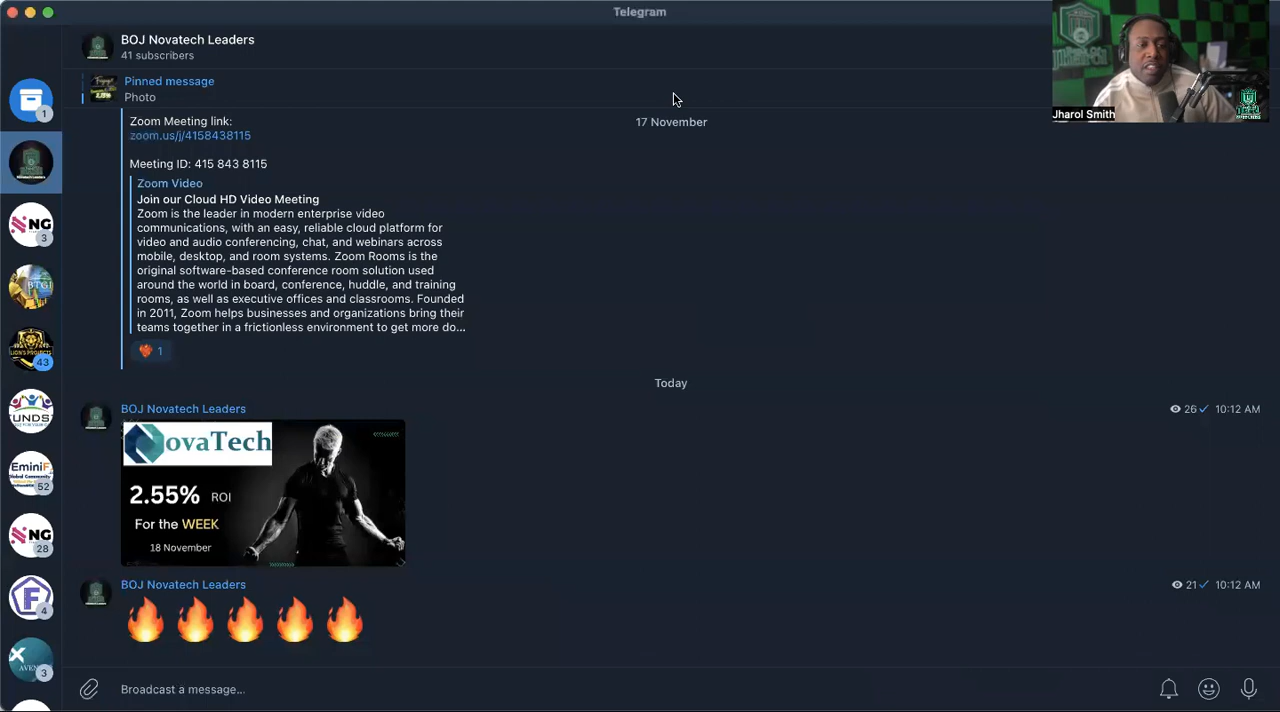 Telegram
BOJ Novatech Leaders
41 subscribers
Pinned message
Photo
Zoom Meeting link:
zoom.us/j/4158438115
17 November
Meeting ID: 415 843 8115
Zoom Video
Join our Cloud HD Video Meeting
Zoom is the leader in modern enterprise video
communications, with an easy, reliable cloud platform for
video and audio conferencing, chat, and webinars across
mobile, desktop, and room systems. Zoom Rooms is the
original software-based conference room solution used
around the world in board, conference, huddle, and training
rooms, as well as executive offices and classrooms. Founded
in 2011, Zoom helps businesses and organizations bring their
teams together in a frictionless environment to get more do...
1
Today
BOJ Novatech Leaders
26 10:12 AM
NovaTech
2.55% ROI
For the WEEK
18 November
BOJ Novatech Leaders
21 10:12 AM
Broadcast a message...
Jharol Smith
1
NG
3
BTGI
LION'S PROJECTS
43
FUNDS
EminiF
Global Community
52
NG
28
F
4
X
AVEN
3